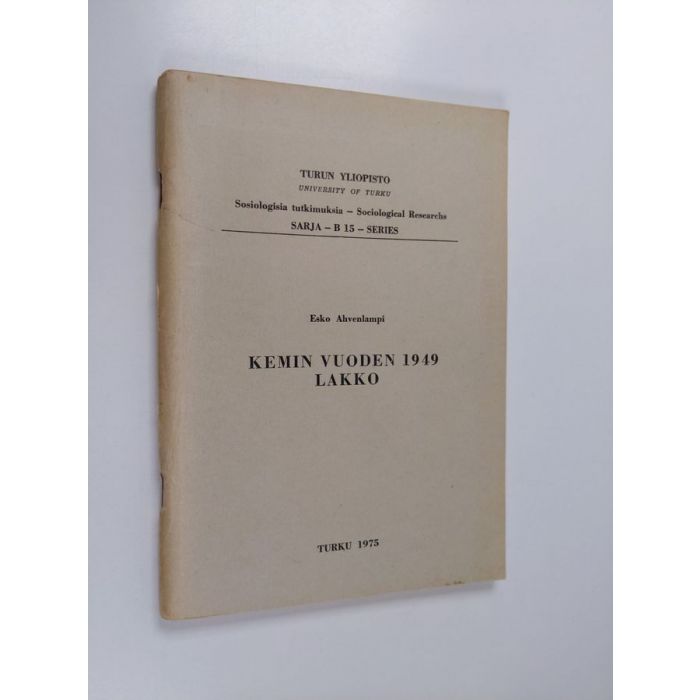 TURUN YLIOPISTO
UNIVERSITY OF TURKU
Sosiologisia tutkimuksia – Sociological Researchs
SARJA – B 15 – SERIES
Esko Ahvenlampi
KEMIN VUODEN 1949
LAKKO
TURKU 1975